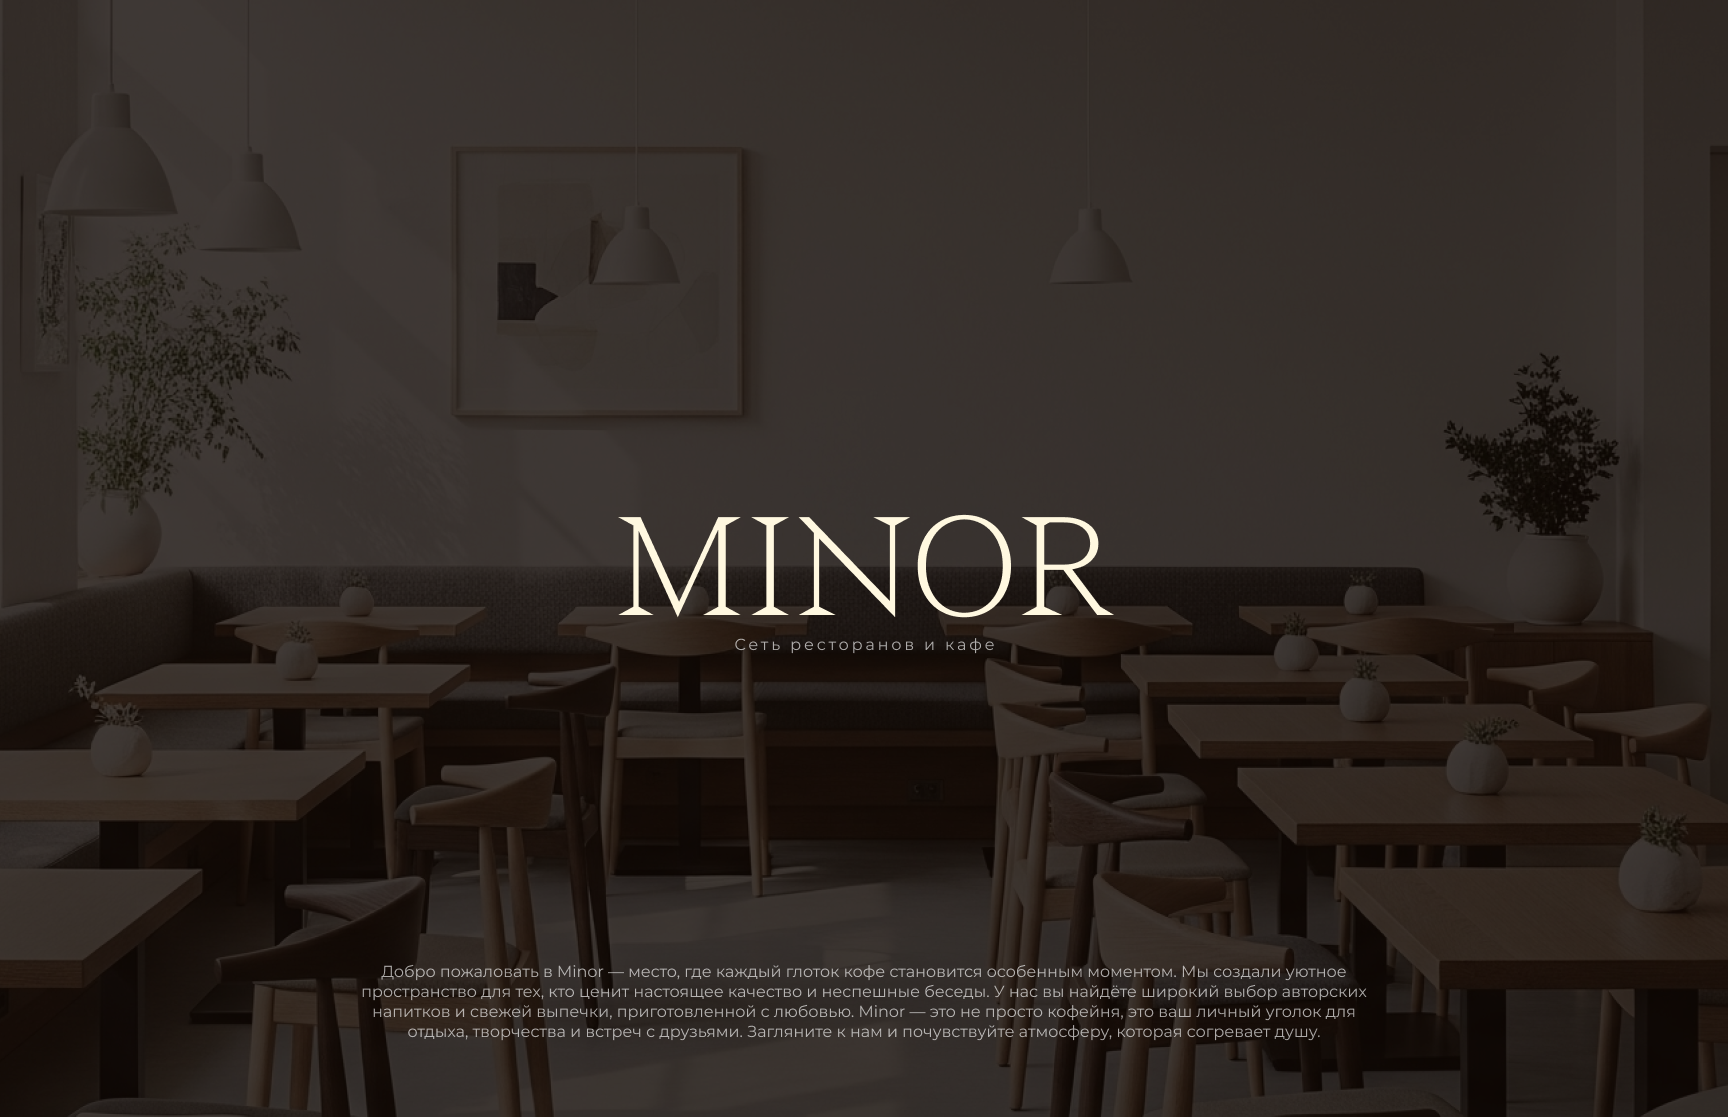 MINOR
Сеть ресторанов и кафе
Добро пожаловать в Minor — место, где каждый глоток кофе становится особенным моментом. Мы создали уютное
пространство для тех, кто ценит настоящее качество и неспешные беседы. У нас вы найдёте широкий выбор авторских
напитков и свежей выпечки, приготовленной с любовью. Minor — это не просто кофейня, это ваш личный уголок для
отдыха, творчества и встреч с друзьями. Загляните к нам и почувствуйте атмосферу, которая согревает душу.